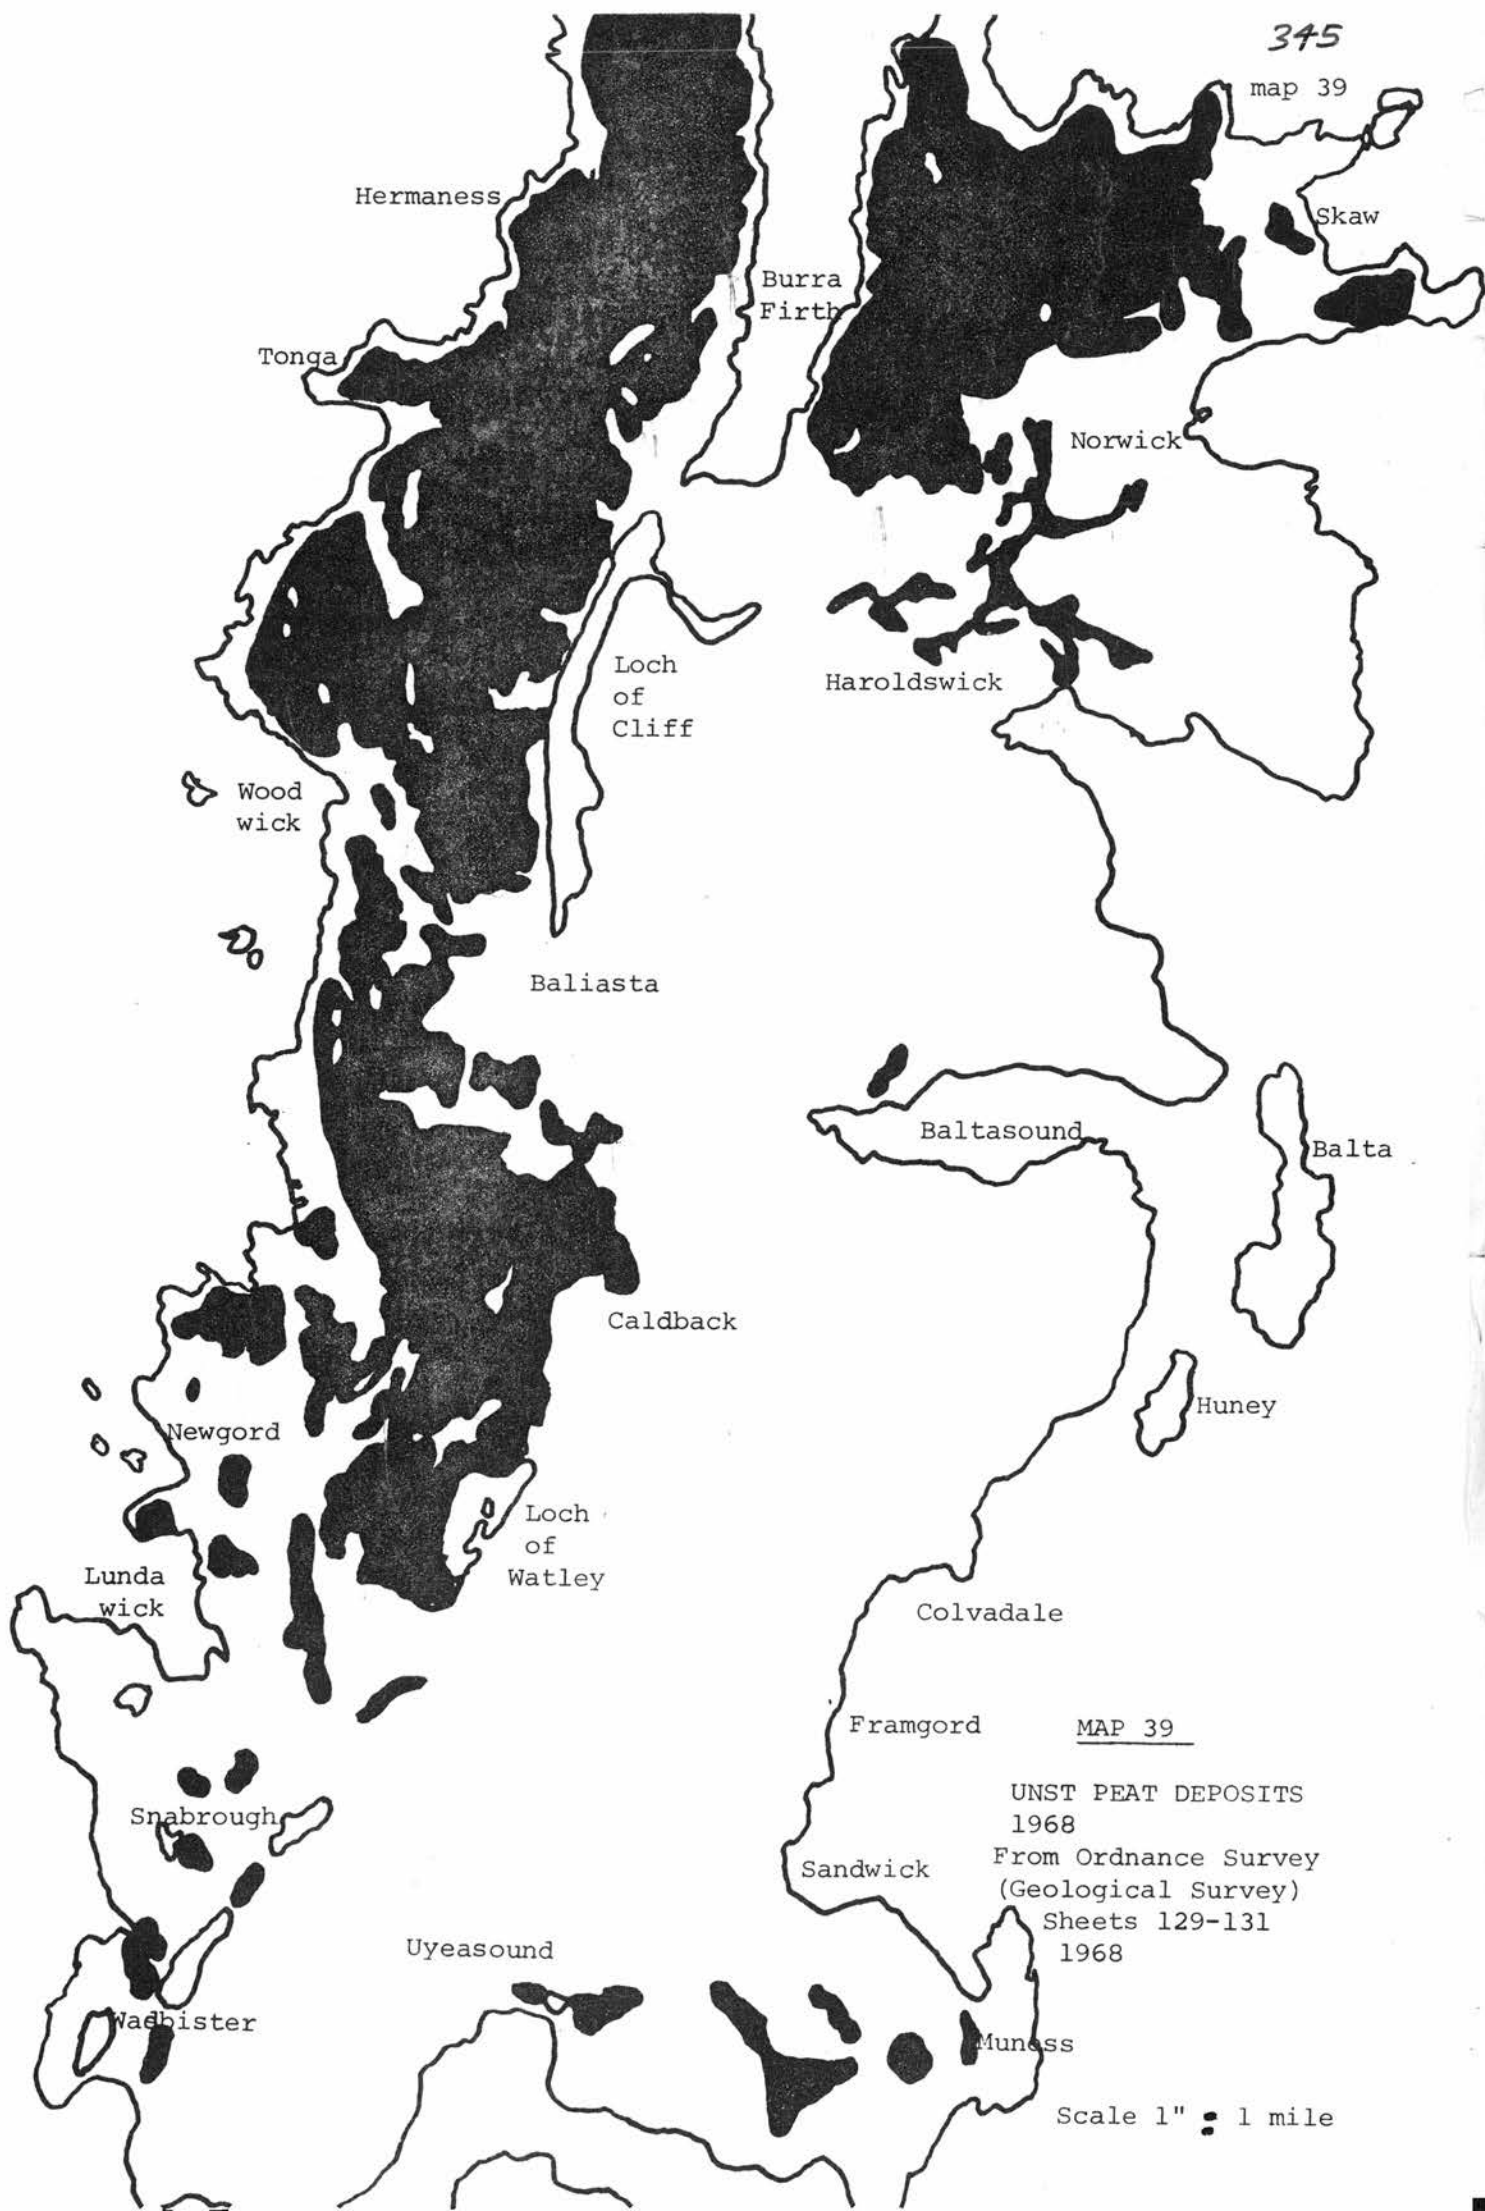 345
map 39
Hermaness
Skaw
Burra
Firth
Tonga
Norwick
Loch
of
Cliff
Haroldswick
Wood
wick
Baliasta
Baltasound
Balta
Caldback
Huney
Newgord
Loch
of
Watley
Lunda
wick
Colvadale
Framgord
MAP 39
UNST PEAT DEPOSITS
1968
From Ordnance Survey
(Geological Survey)
Sheets 129-131
1968
Snabrough
Sandwick
Uyeasound
Wadbister
Muness
Scale 1" : 1 mile